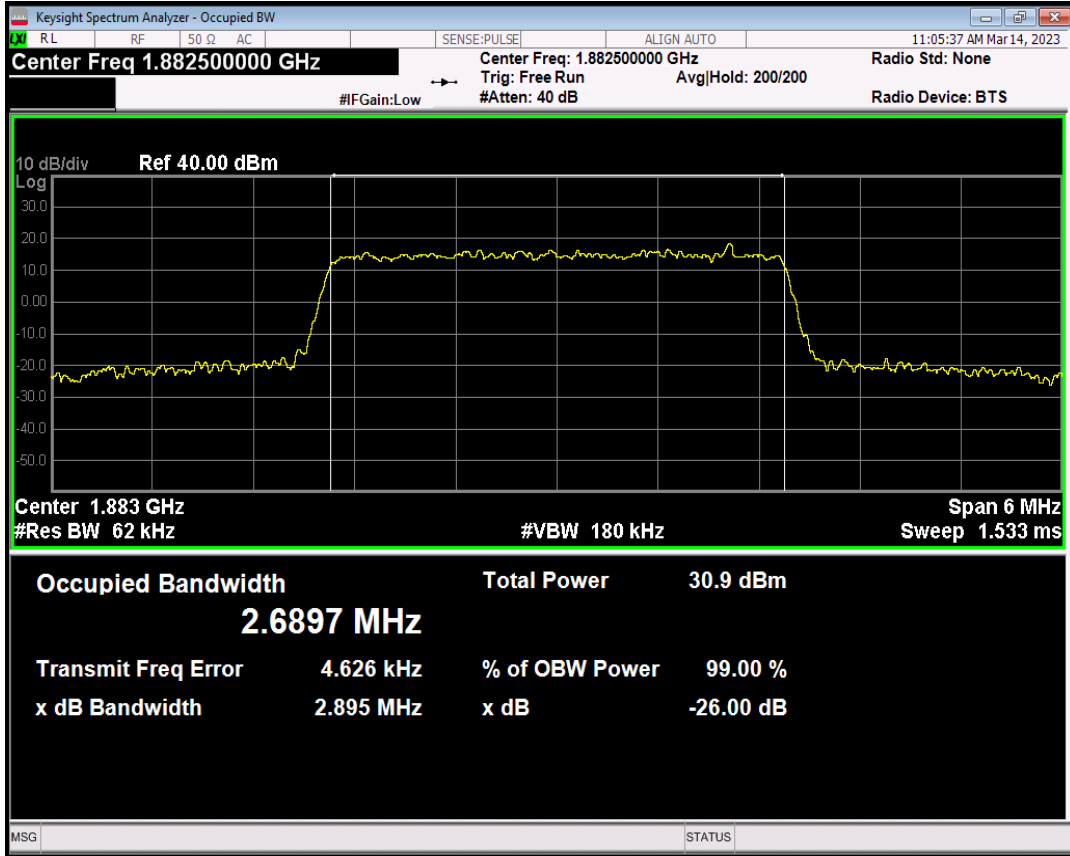 Keysight Spectrum Analyzer - Occupied BW
LXI RL RF 50 Ω AC SENSE:PULSE ALIGN AUTO 11:05:37 AM Mar 14, 2023
Center Freq 1.882500000 GHz
Center Freq: 1.882500000 GHz Radio Std: None
Trig: Free Run Avg|Hold: 200/200
#IFGain:Low #Atten: 40 dB Radio Device: BTS
10 dB/div Ref 40.00 dBm
Log
30.0
20.0
10.0
0.00
-10.0
-20.0
-30.0
-40.0
-50.0
Center 1.883 GHz Span 6 MHz
#Res BW 62 kHz #VBW 180 kHz Sweep 1.533 ms
Occupied Bandwidth Total Power 30.9 dBm
2.6897 MHz
Transmit Freq Error 4.626 kHz % of OBW Power 99.00 %
x dB Bandwidth 2.895 MHz x dB -26.00 dB
MSG STATUS